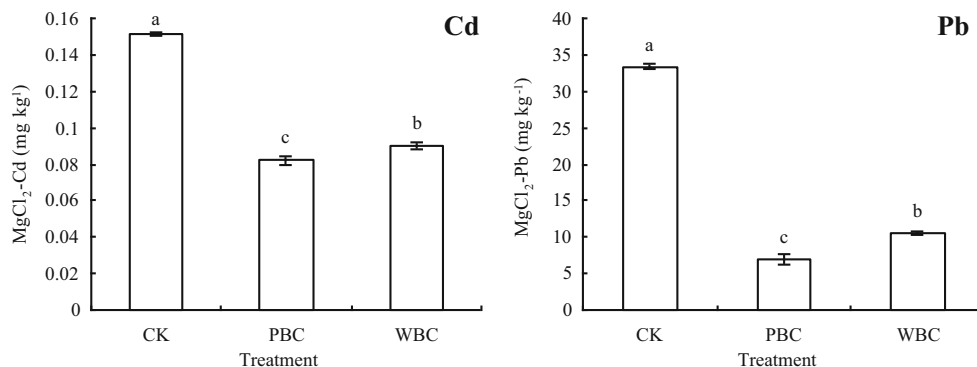 Cd
MgCl₂-Cd (mg kg¹)
0.16
0.14
0.12
0.1
0.08
0.06
0.04
0.02
0
a
c
b
CK PBC WBC
Treatment
Pb
MgCl₂-Pb (mg kg⁻¹)
40
35
30
25
20
15
10
5
0
a
c
b
CK PBC WBC
Treatment